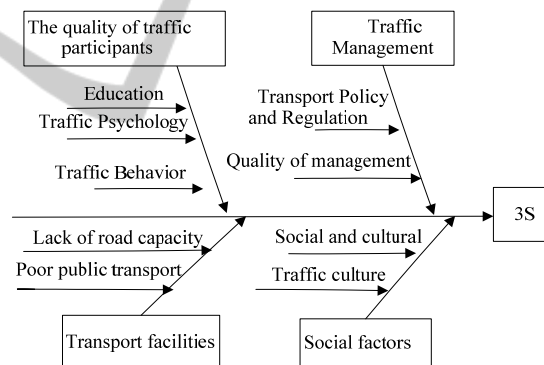 The quality of traffic
participants
Traffic
Management
Education
Traffic Psychology
Traffic Behavior
Transport Policy
and Regulation
Quality of management
3S
Lack of road capacity
Poor public transport
Social and cultural
Traffic culture
Transport facilities
Social factors